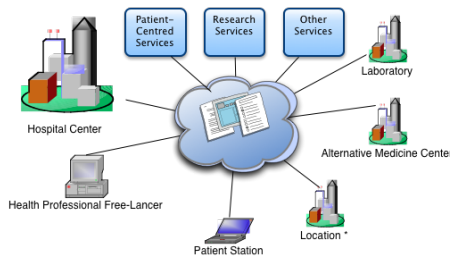 Patient-
Centred
Services
Research
Services
Other
Services
Laboratory
Hospital Center
Alternative Medicine Center
Health Professional Free-Lancer
Location *
Patient Station